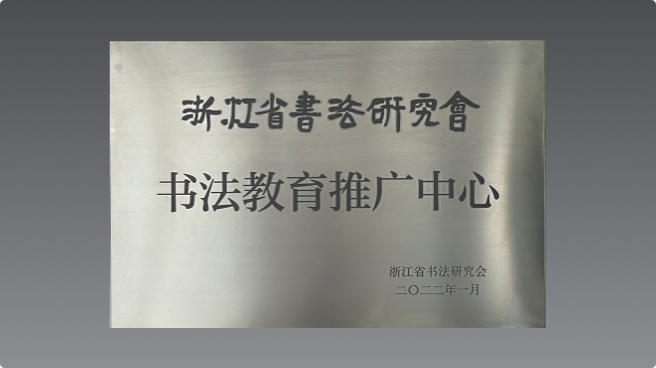 浙江省書法研究會
书法教育推广中心
浙江省书法研究会
二〇二二年一月